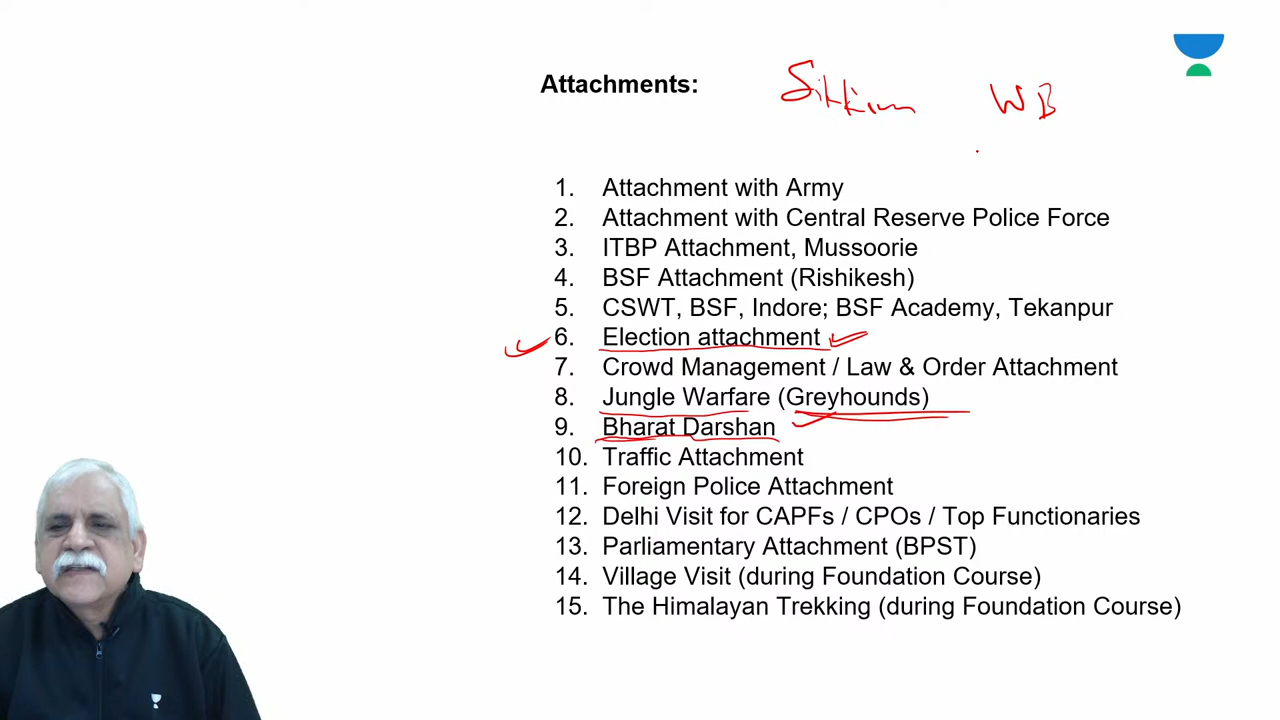 Attachments:
Sikkim WB
1. Attachment with Army
2. Attachment with Central Reserve Police Force
3. ITBP Attachment, Mussoorie
4. BSF Attachment (Rishikesh)
5. CSWT, BSF, Indore; BSF Academy, Tekanpur
6. Election attachment
7. Crowd Management / Law & Order Attachment
8. Jungle Warfare (Greyhounds)
9. Bharat Darshan
10. Traffic Attachment
11. Foreign Police Attachment
12. Delhi Visit for CAPFs / CPOs / Top Functionaries
13. Parliamentary Attachment (BPST)
14. Village Visit (during Foundation Course)
15. The Himalayan Trekking (during Foundation Course)